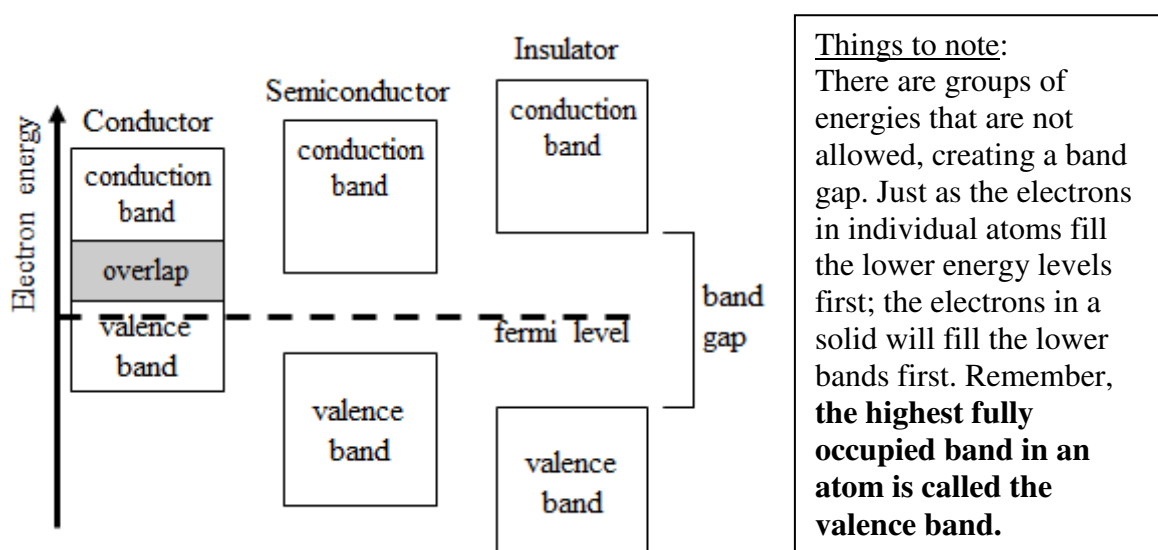 Insulator
Semiconductor
Conductor
Electron energy
conduction
band
overlap
valence
band
conduction
band
valence
band
conduction
band
valence
band
fermi level
band
gap
Things to note:
There are groups of
energies that are not
allowed, creating a band
gap. Just as the electrons
in individual atoms fill
the lower energy levels
first; the electrons in a
solid will fill the lower
bands first. Remember,
the highest fully
occupied band in an
atom is called the
valence band.